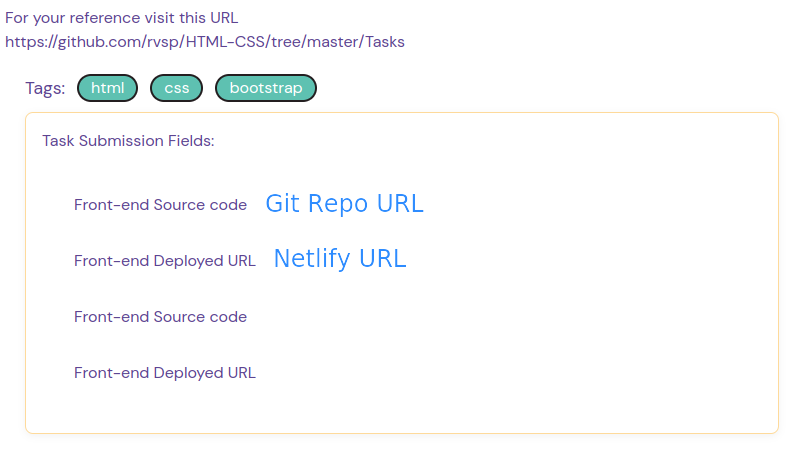 For your reference visit this URL
https://github.com/rvsp/HTML-CSS/tree/master/Tasks
Tags: html css bootstrap
Task Submission Fields:
Front-end Source code Git Repo URL
Front-end Deployed URL Netlify URL
Front-end Source code
Front-end Deployed URL